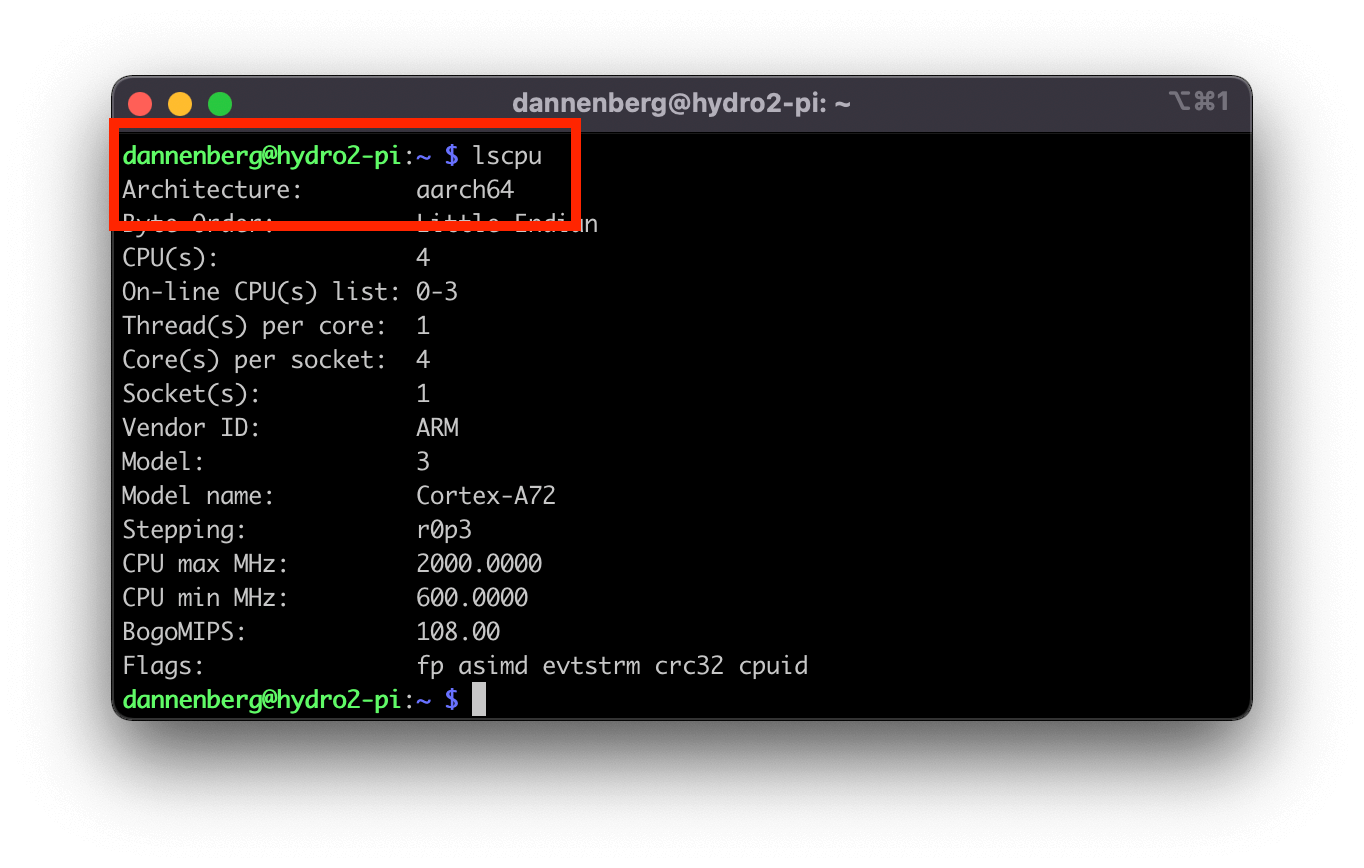 dannenberg@hydro2-pi: ~ ⌥⌘1
dannenberg@hydro2-pi:~ $ lscpu
Architecture: aarch64
Byte Order: Little Endian
CPU(s): 4
On-line CPU(s) list: 0-3
Thread(s) per core: 1
Core(s) per socket: 4
Socket(s): 1
Vendor ID: ARM
Model: 3
Model name: Cortex-A72
Stepping: r0p3
CPU max MHz: 2000.0000
CPU min MHz: 600.0000
BogoMIPS: 108.00
Flags: fp asimd evtstrm crc32 cpuid
dannenberg@hydro2-pi:~ $